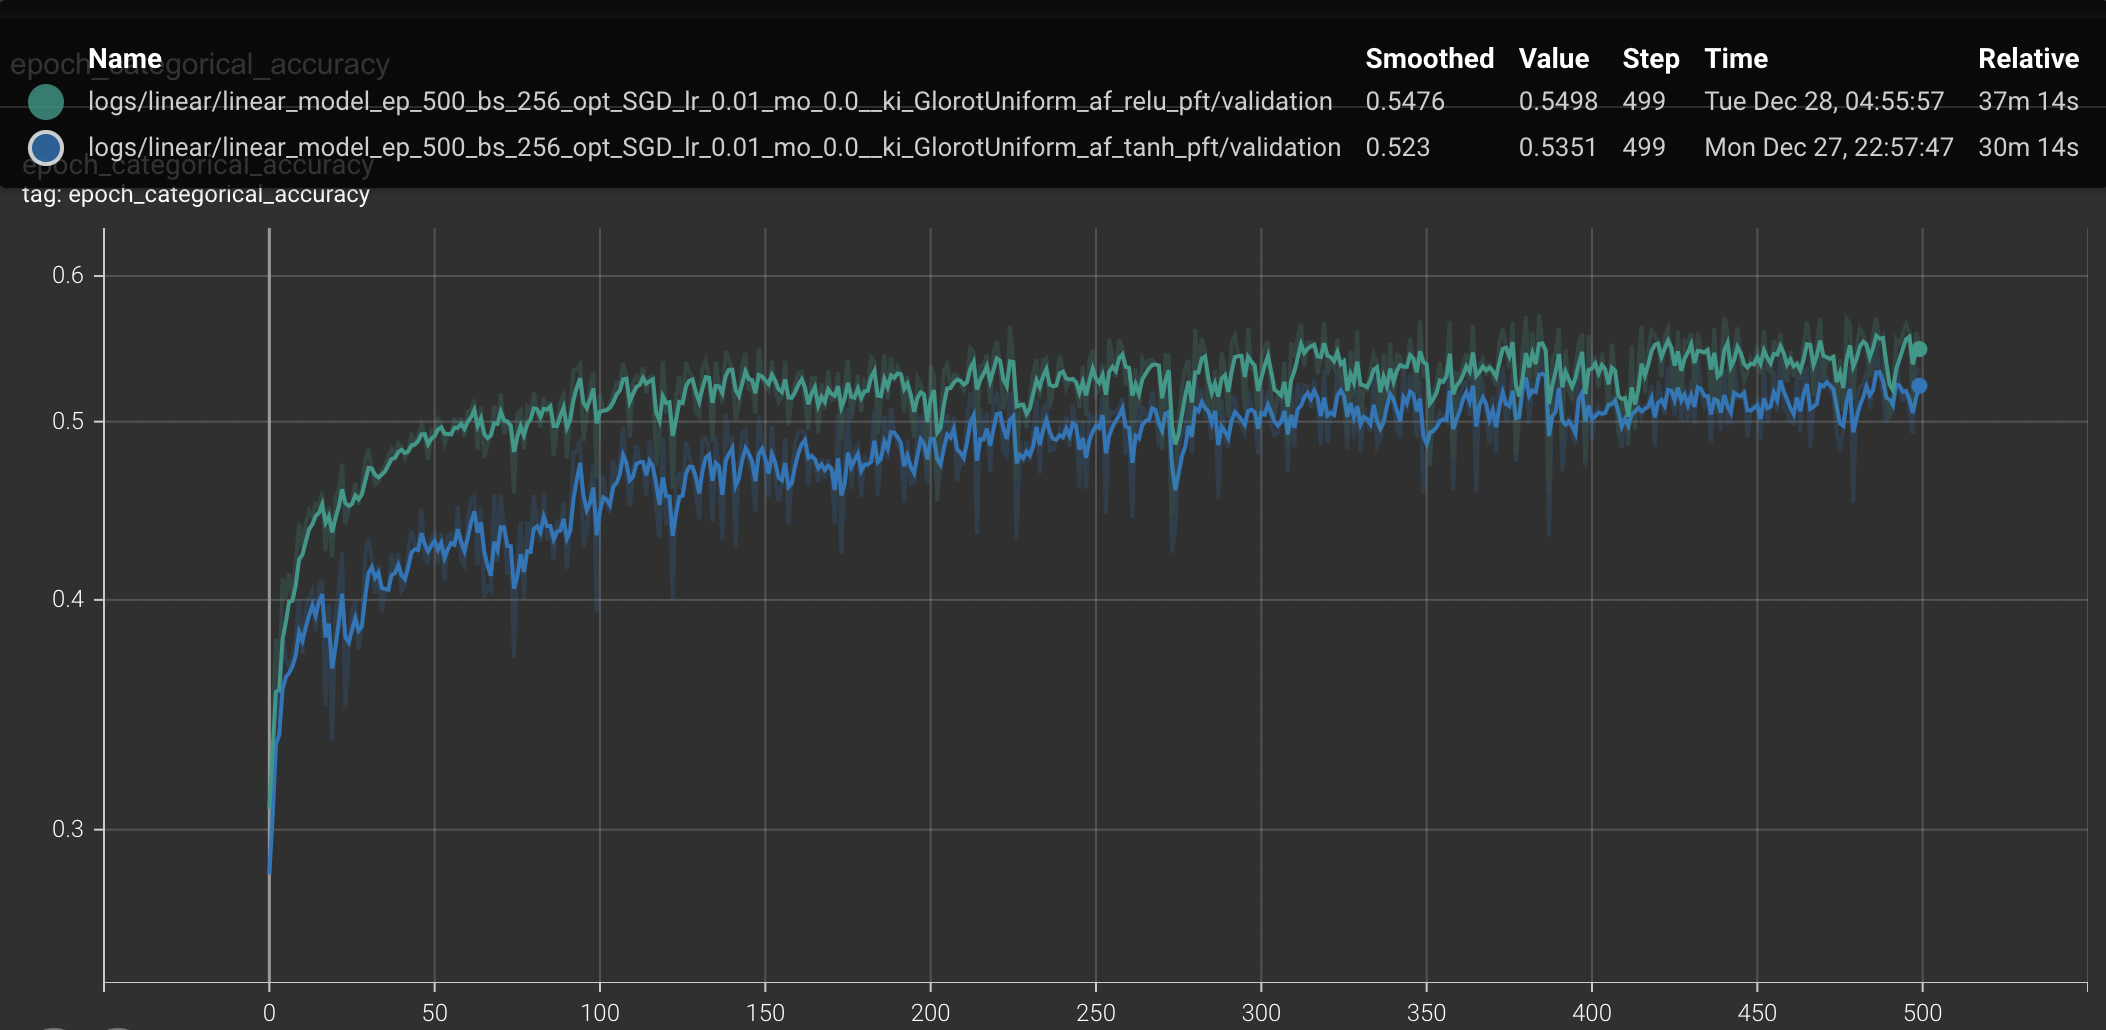 epoch_categorical_accuracy
Name Smoothed Value Step Time Relative
logs/linear/linear_model_ep_500_bs_256_opt_SGD_lr_0.01_mo_0.0__ki_GlorotUniform_af_relu_pft/validation 0.5476 0.5498 499 Tue Dec 28, 04:55:57 37m 14s
logs/linear/linear_model_ep_500_bs_256_opt_SGD_lr_0.01_mo_0.0__ki_GlorotUniform_af_tanh_pft/validation 0.523 0.5351 499 Mon Dec 27, 22:57:47 30m 14s
epoch_categorical_accuracy
tag: epoch_categorical_accuracy
0.6
0.5
0.4
0.3
0 50 100 150 200 250 300 350 400 450 500